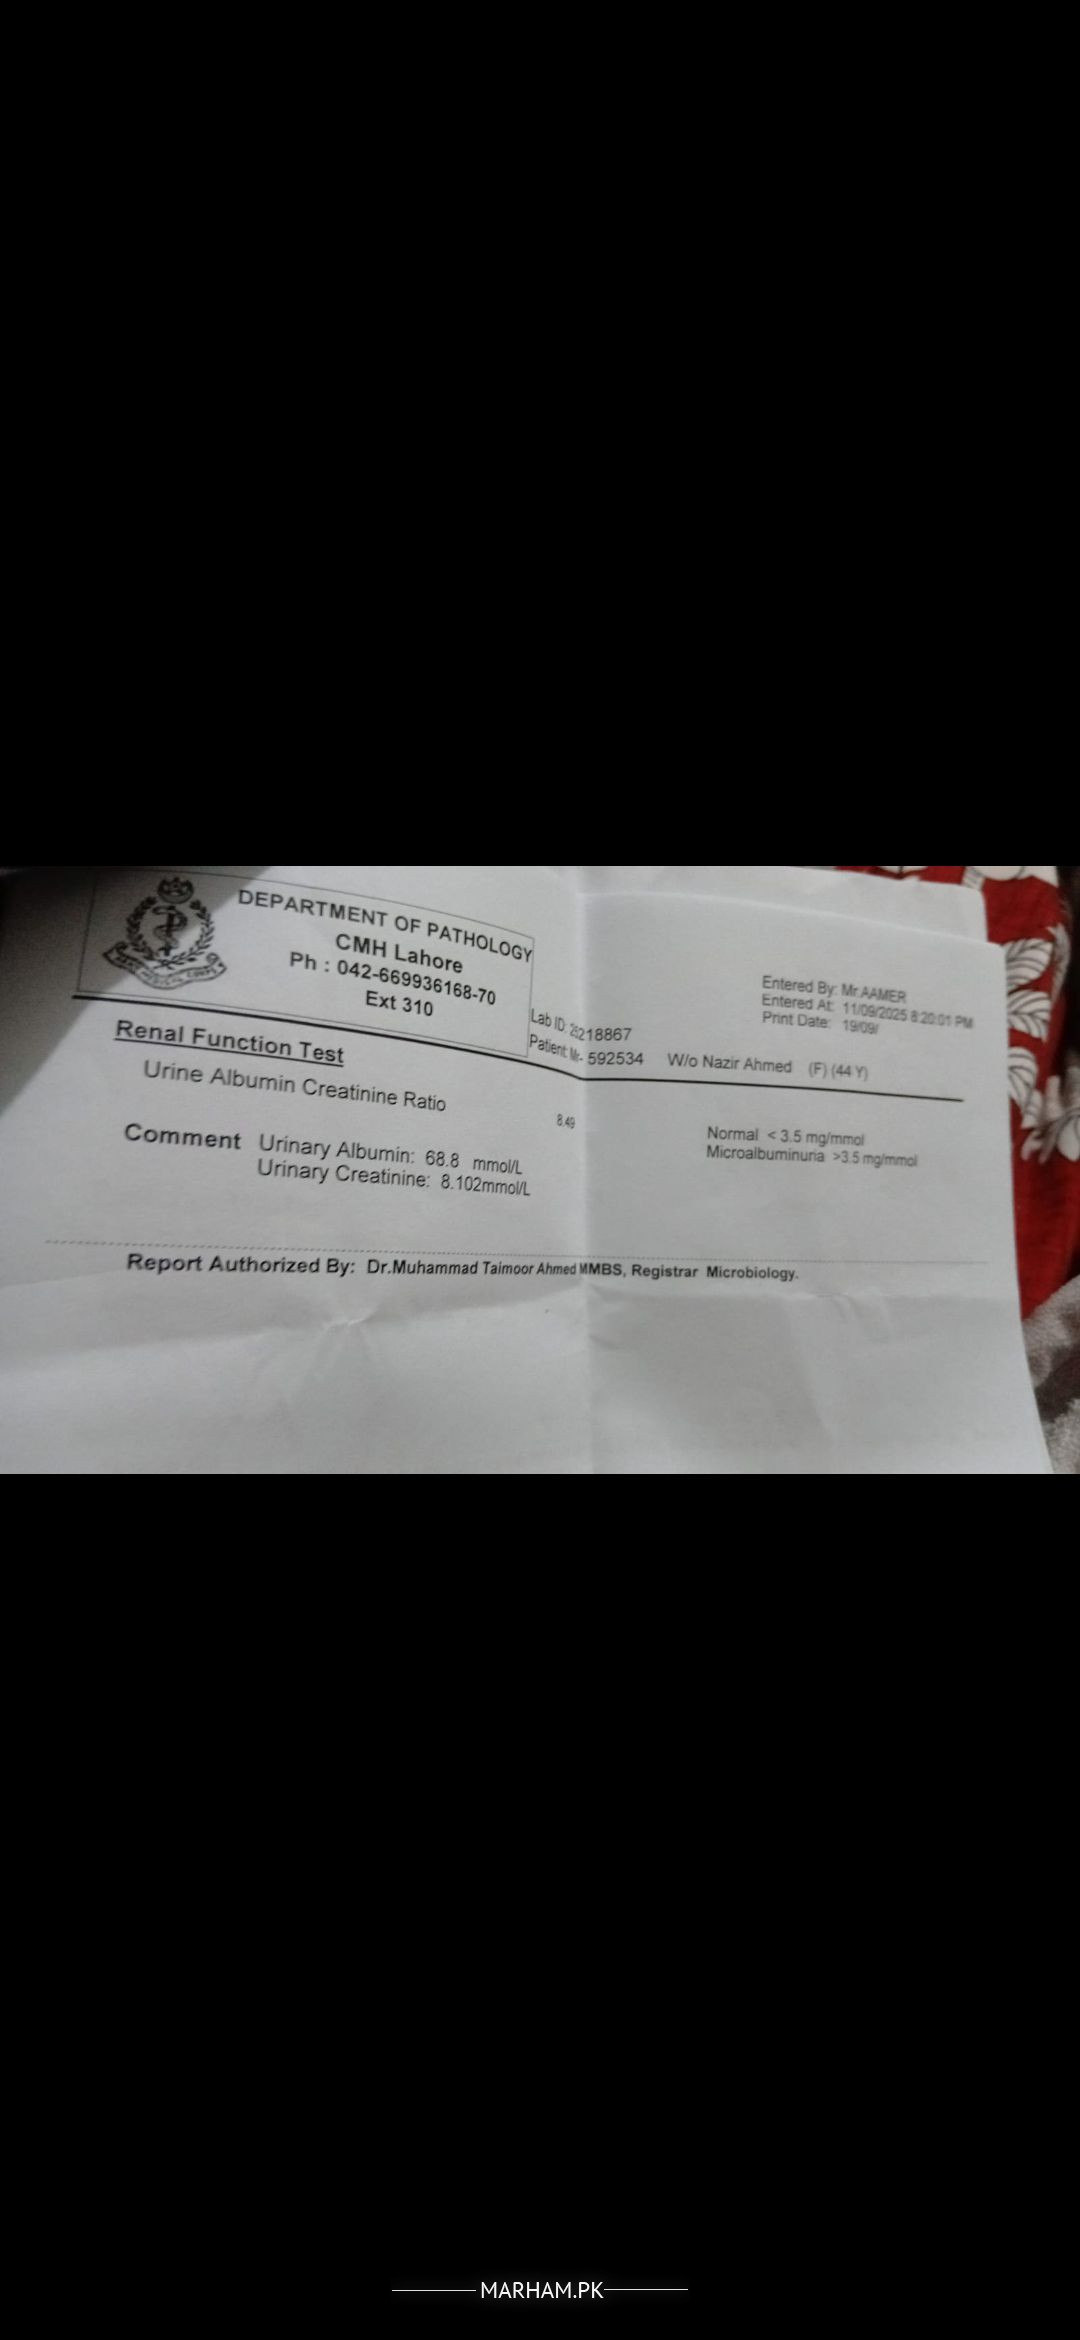 DEPARTMENT OF PATHOLOGY
CMH Lahore
Ph : 042-669936168-70
Ext 310
Entered By: Mr.AAMER
Entered At: 11/09/2025 8:20:01 PM
Print Date: 19/09/
Lab ID: 25218867
Patient Nr- 592534 W/o Nazir Ahmed (F) (44 Y)
Renal Function Test
Urine Albumin Creatinine Ratio
8.49
Normal < 3.5 mg/mmol
Microalbuminuria >3.5 mg/mmol
Comment Urinary Albumin: 68.8 mmol/L
Urinary Creatinine: 8.102mmol/L
Report Authorized By: Dr.Muhammad Taimoor Ahmed MMBS, Registrar Microbiology.
MARHAM.PK